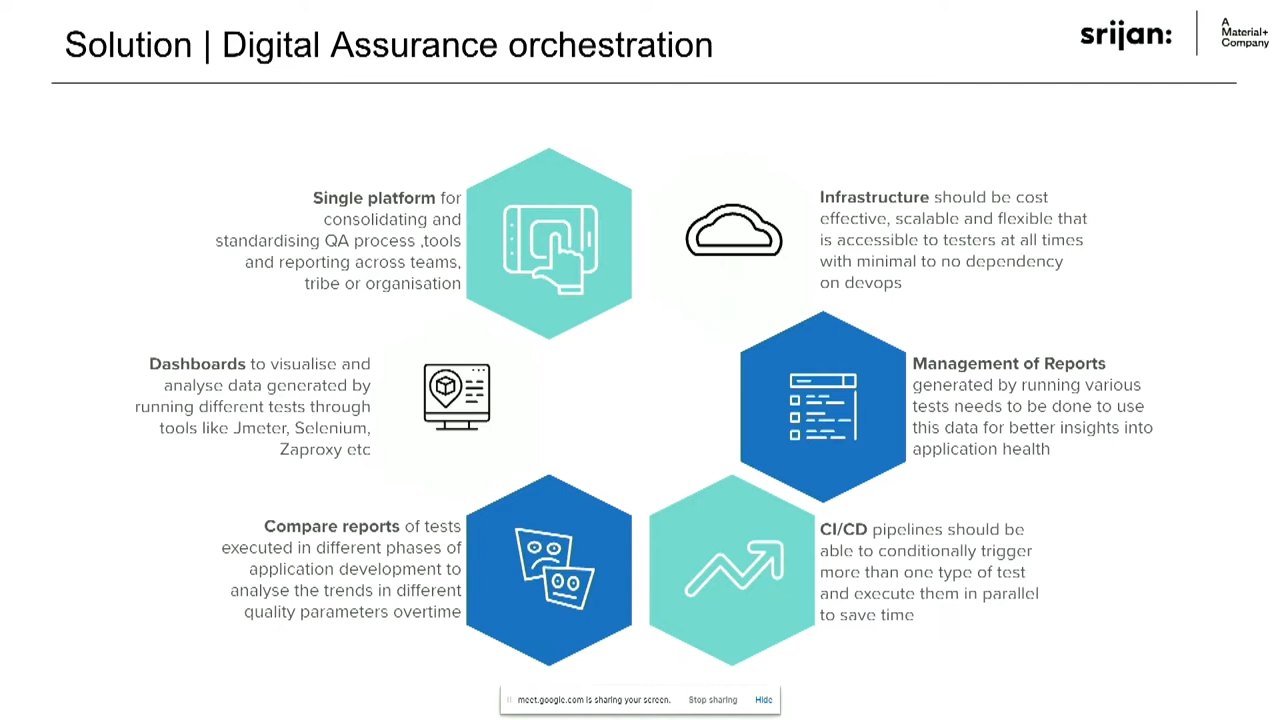 Solution | Digital Assurance orchestration
srijan:
A
Material+
Company
Single platform for
consolidating and
standardising QA process ,tools
and reporting across teams,
tribe or organisation
Infrastructure should be cost
effective, scalable and flexible that
is accessible to testers at all times
with minimal to no dependency
on devops
Dashboards to visualise and
analyse data generated by
running different tests through
tools like Jmeter, Selenium,
Zaproxy etc
Management of Reports
generated by running various
tests needs to be done to use
this data for better insights into
application health
Compare reports of tests
executed in different phases of
application development to
analyse the trends in different
quality parameters overtime
CI/CD pipelines should be
able to conditionally trigger
more than one type of test
and execute them in parallel
to save time
meet.google.com is sharing your screen. Stop sharing Hide